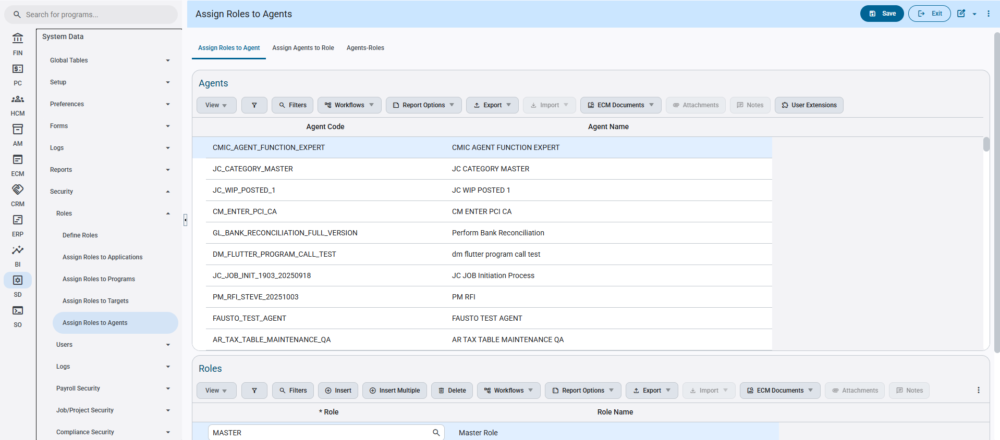 Search for programs...
FIN
PC
HCM
AM
ECM
CRM
ERP
BI
SD
SO
System Data
Global Tables
Setup
Preferences
Forms
Logs
Reports
Security
Roles
Define Roles
Assign Roles to Applications
Assign Roles to Programs
Assign Roles to Targets
Assign Roles to Agents
Users
Logs
Payroll Security
Job/Project Security
Compliance Security
Assign Roles to Agents
Save Exit
Assign Roles to Agent Assign Agents to Role Agents-Roles
Agents
View Filters Workflows Report Options Export Import ECM Documents Attachments Notes User Extensions
Agent Code Agent Name
CMIC_AGENT_FUNCTION_EXPERT CMIC AGENT FUNCTION EXPERT
JC_CATEGORY_MASTER JC CATEGORY MASTER
JC_WIP_POSTED_1 JC WIP POSTED 1
CM_ENTER_PCI_CA CM ENTER PCI CA
GL_BANK_RECONCILIATION_FULL_VERSION Perform Bank Reconciliation
DM_FLUTTER_PROGRAM_CALL_TEST dm flutter program call test
JC_JOB_INIT_1903_20250918 JC JOB Initiation Process
PM_RFI_STEVE_20251003 PM RFI
FAUSTO_TEST_AGENT FAUSTO TEST AGENT
AR_TAX_TABLE_MAINTENANCE_QA AR TAX TABLE MAINTENANCE QA
Roles
View Filters Insert Insert Multiple Delete Workflows Report Options Export Import ECM Documents Attachments Notes
* Role Role Name
MASTER Master Role